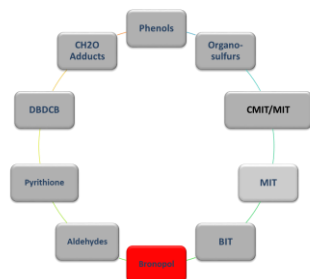 Phenols
Organo-
sulfurs
CMIT/MIT
MIT
BIT
Bronopol
Aldehydes
Pyrithione
DBDCB
CH2O
Adducts